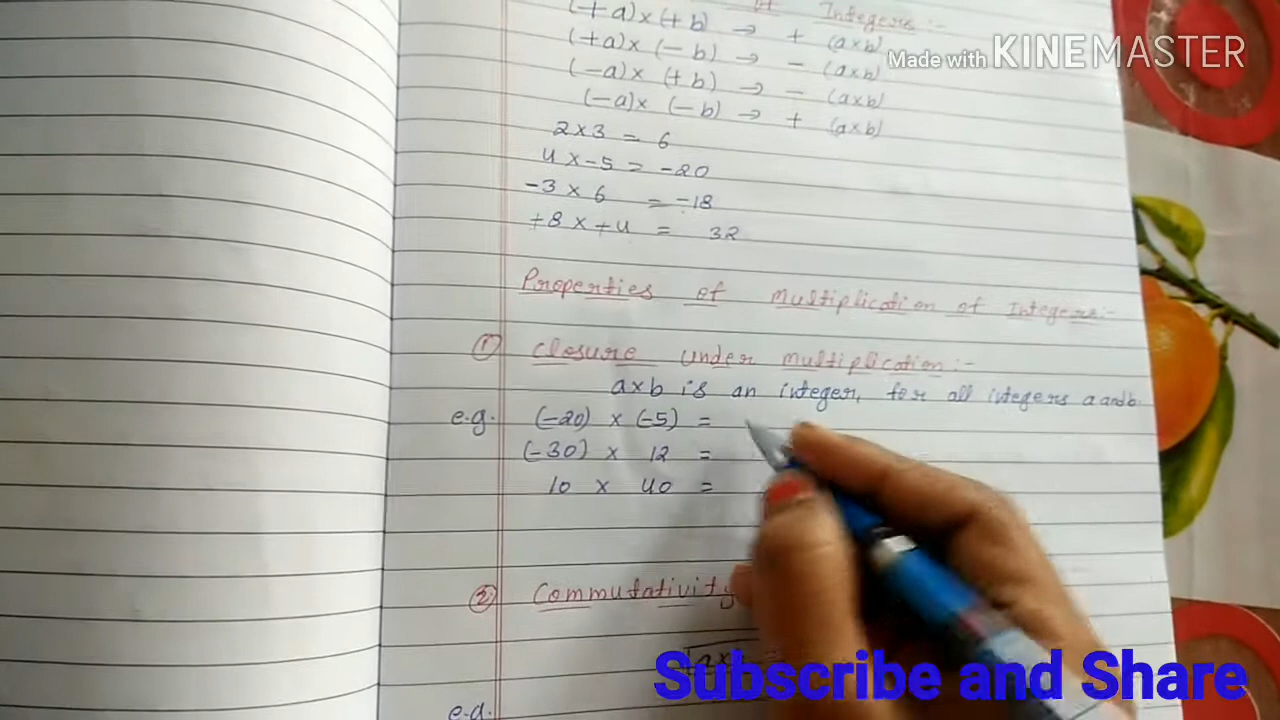 of Integers:-
(+a)×(+b) → + (a×b)
(+a)× (-b) → - (a×b)
(-a)× (+b) → - (a×b)
(-a)× (-b) → + (a×b)
Made with KINEMASTER
2×3 = 6
4×-5 = -20
-3 × 6 = -18
+8 × +4 = 32
Properties of Multiplication of Integers:-
① Closure under multiplication:-
a×b is an integer, for all integers a and b.
e.g. (-20) × (-5) =
(-30) × 12 =
10 × 40 =
② Commutativity
Subscribe and Share
e.g.